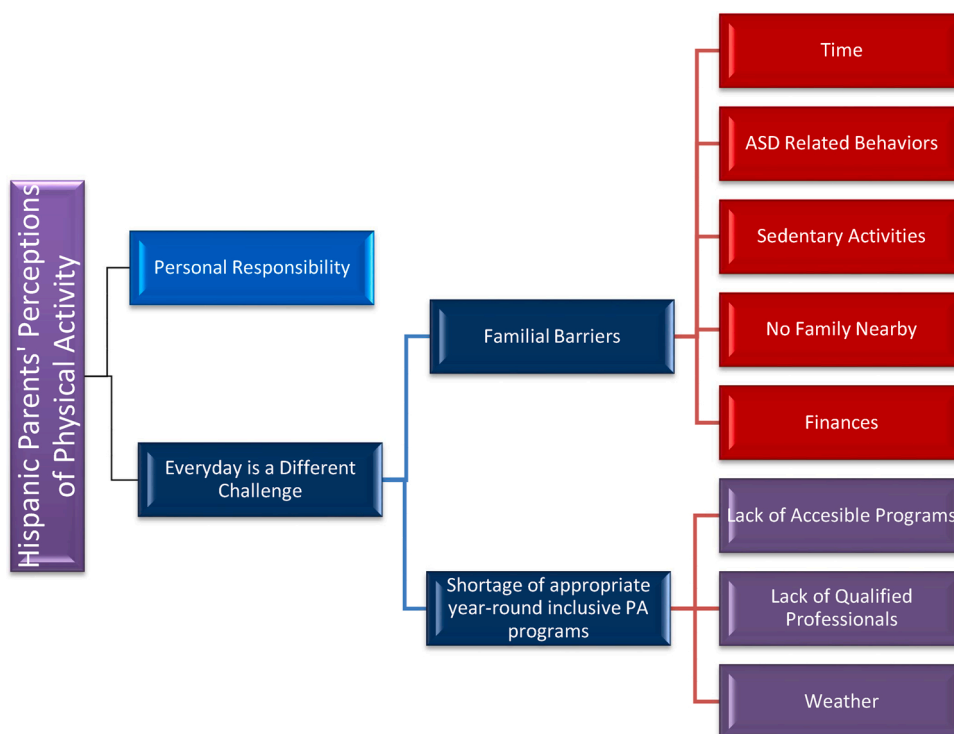 Hispanic Parents' Perceptions
of Physical Activity
Personal Responsibility
Everyday is a Different
Challenge
Familial Barriers
Shortage of appropriate
year-round inclusive PA
programs
Time
ASD Related Behaviors
Sedentary Activities
No Family Nearby
Finances
Lack of Accesible Programs
Lack of Qualified
Professionals
Weather